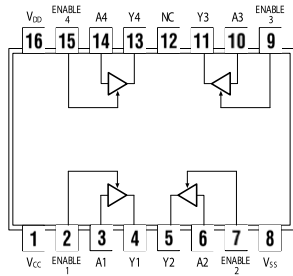 VDD ENABLE 4 A4 Y4 NC Y3 A3 ENABLE 3
16 15 14 13 12 11 10 9
1 2 3 4 5 6 7 8
VCC ENABLE 1 A1 Y1 Y2 A2 ENABLE 2 VSS